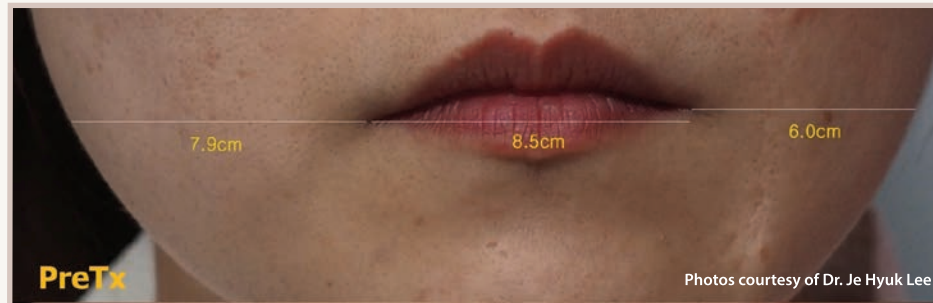 7.9cm
8.5cm
6.0cm
PreTx
Photos courtesy of Dr. Je Hyuk Lee